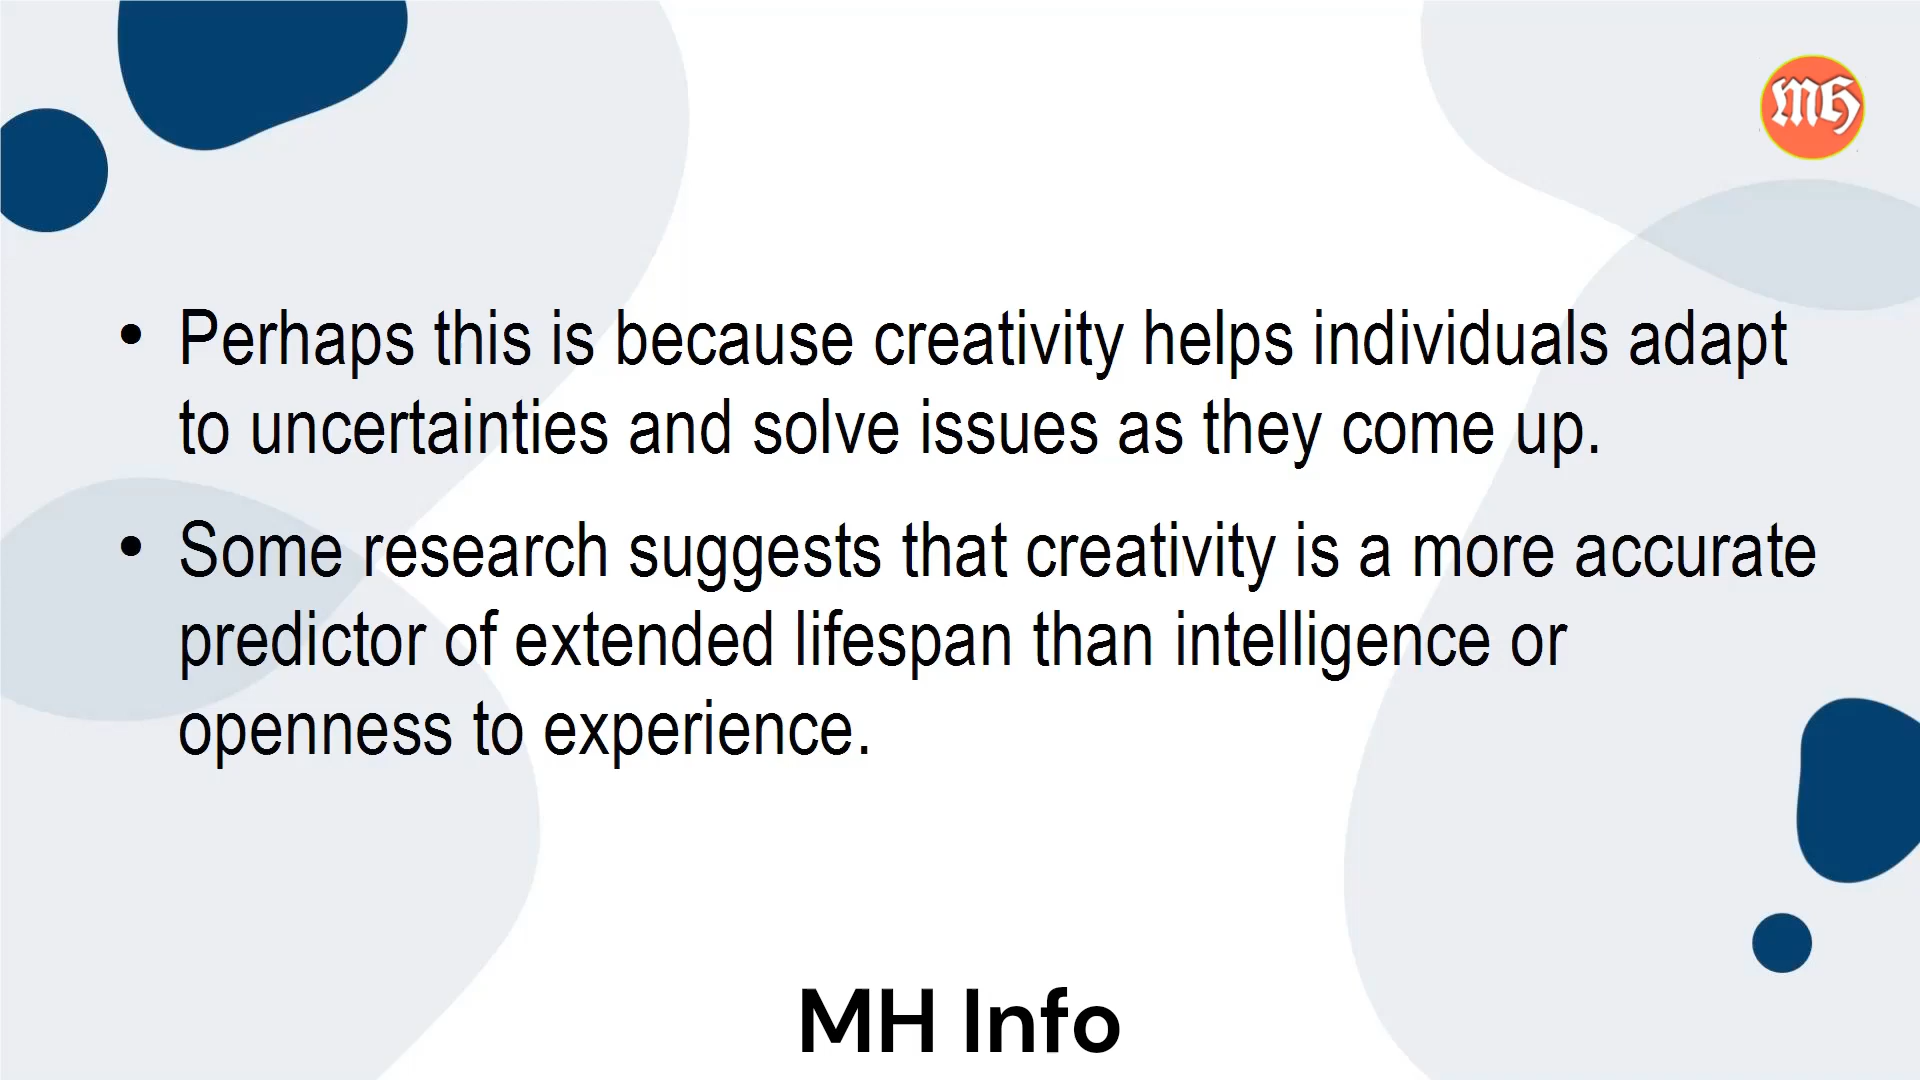 MH
• Perhaps this is because creativity helps individuals adapt
to uncertainties and solve issues as they come up.
• Some research suggests that creativity is a more accurate
predictor of extended lifespan than intelligence or
openness to experience.
MH Info